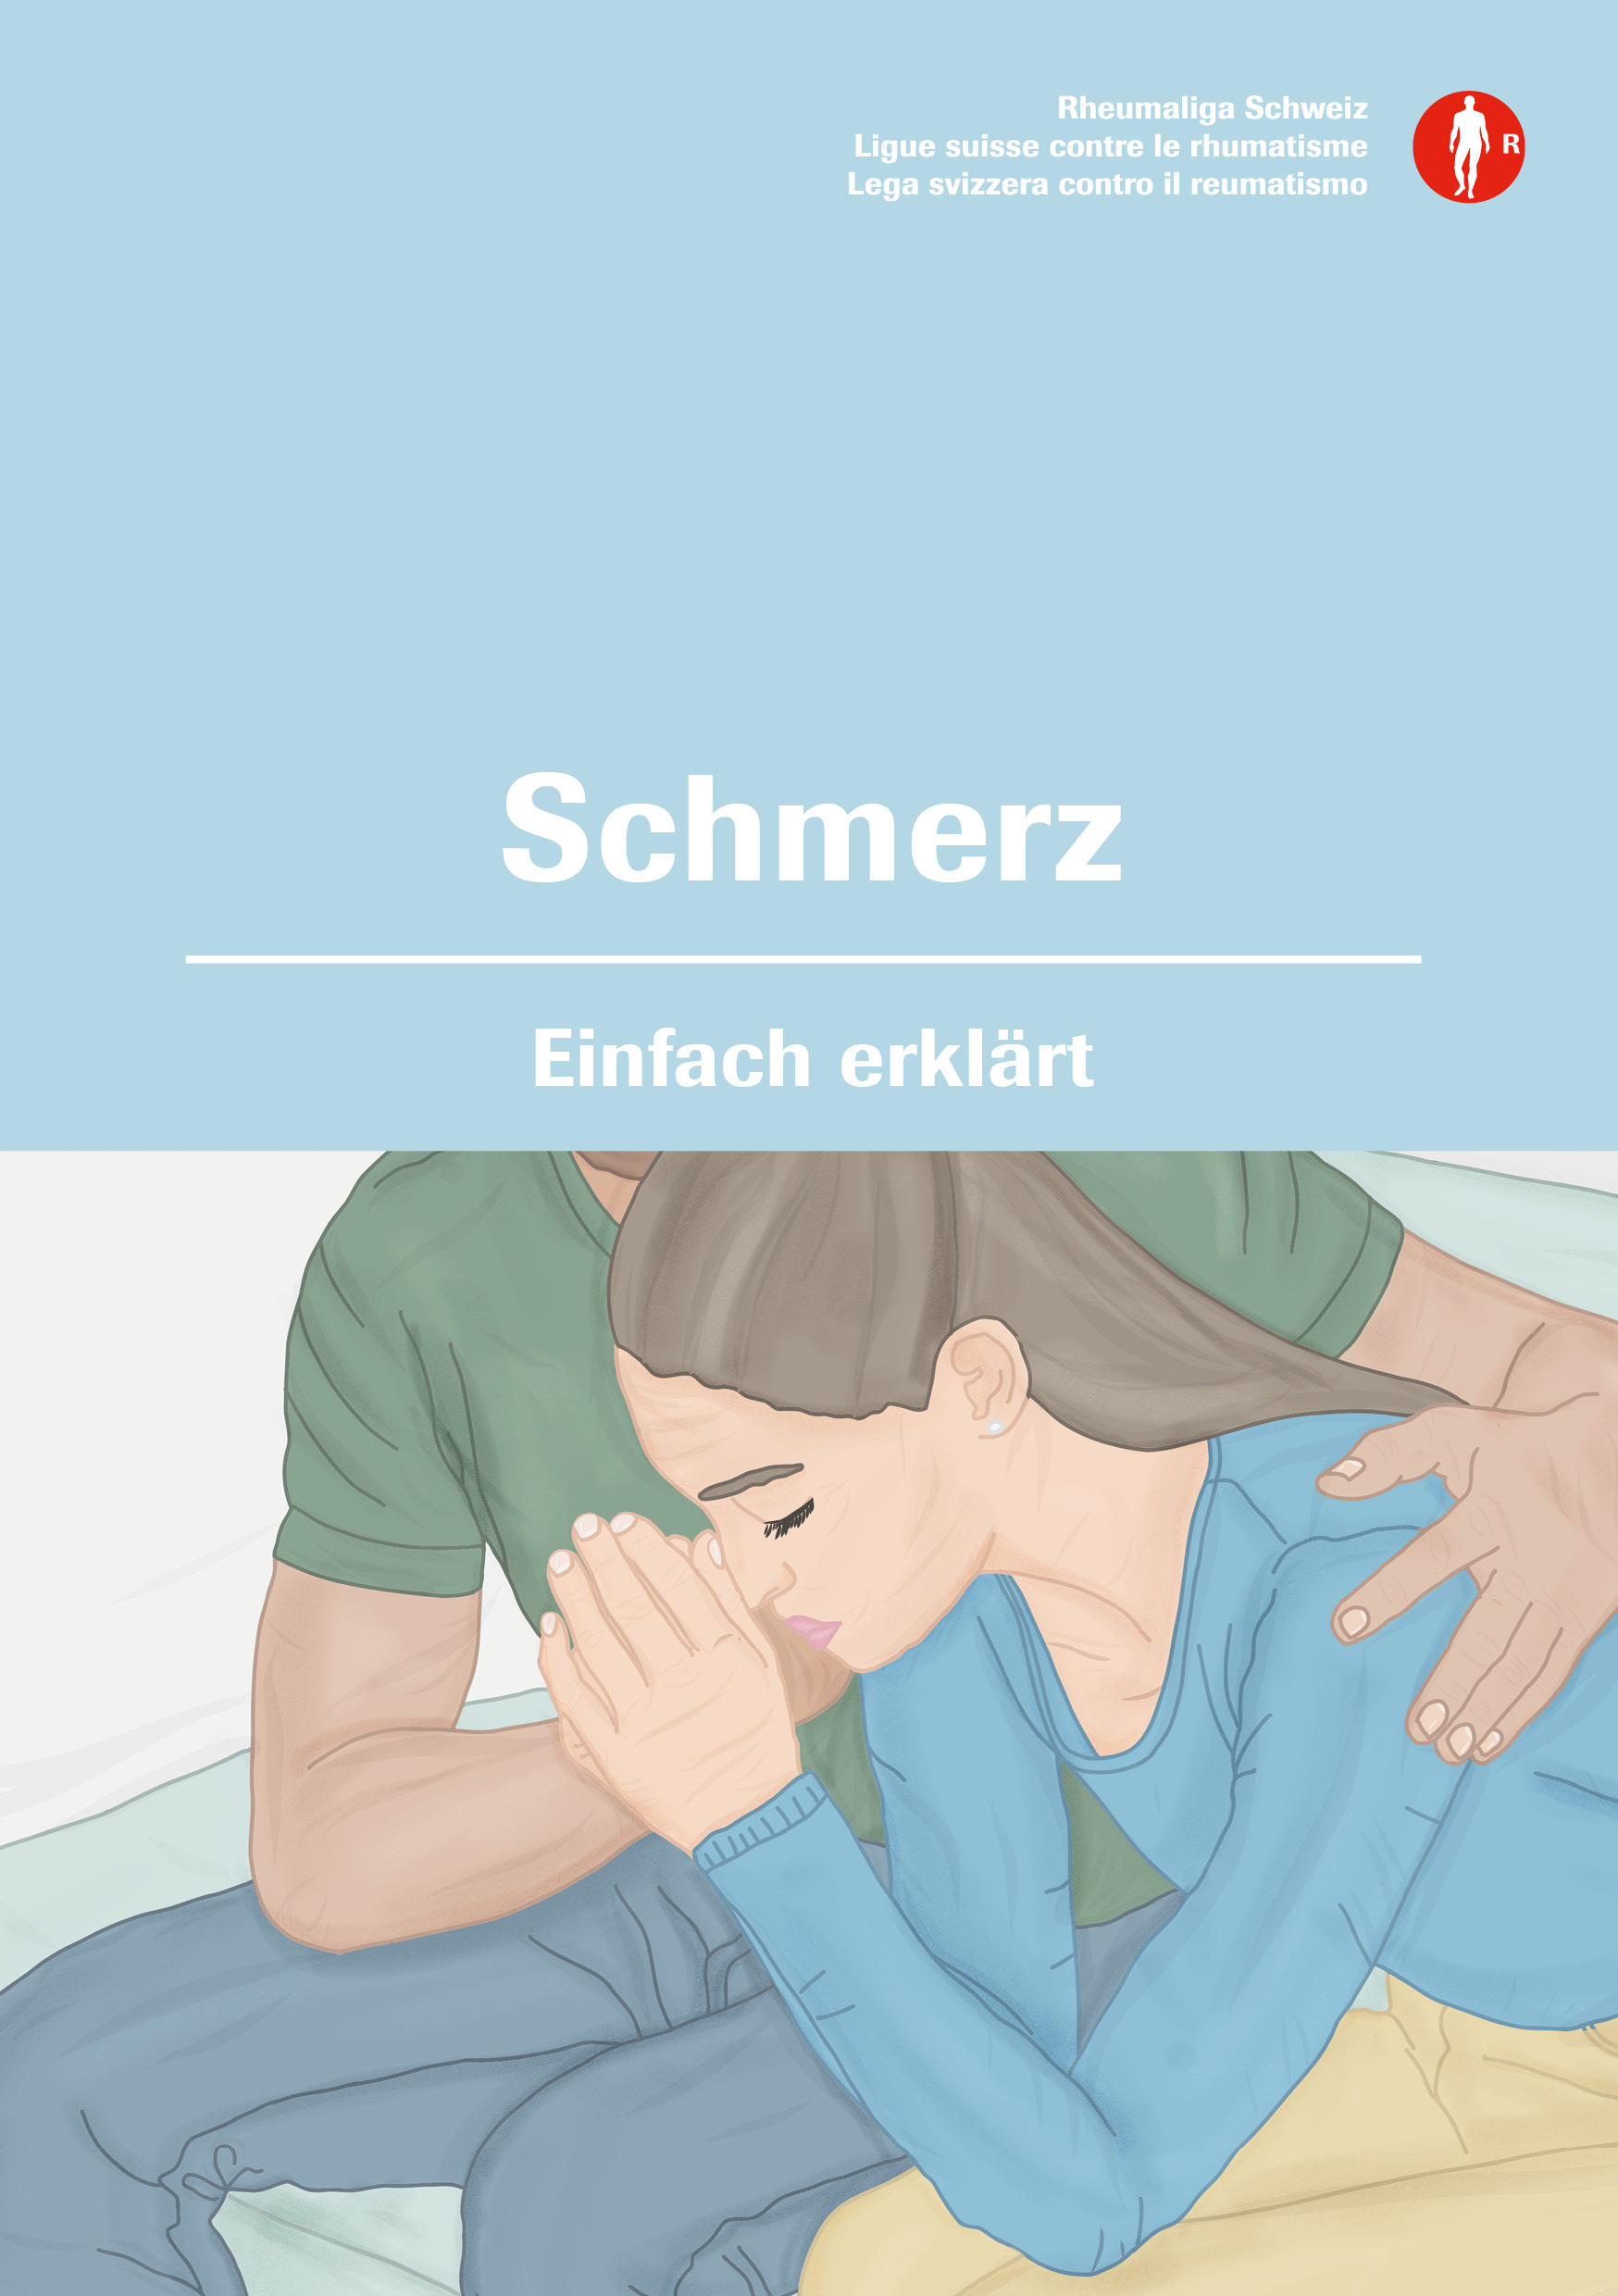 Rheumaliga Schweiz
Ligue suisse contre le rhumatisme
Lega svizzera contro il reumatismo
R
Schmerz
Einfach erklärt